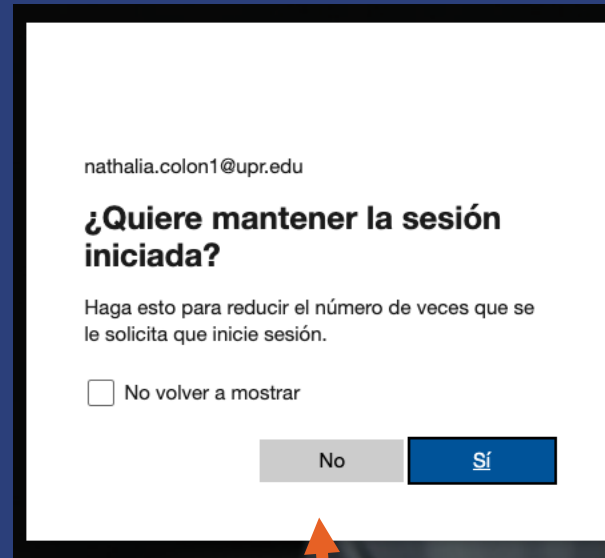 nathalia.colon1@upr.edu
¿Quiere mantener la sesión
iniciada?
Haga esto para reducir el número de veces que se
le solicita que inicie sesión.
No volver a mostrar
No
Sí